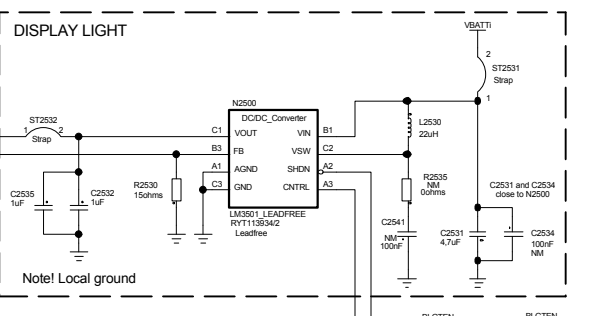 DISPLAY LIGHT
VBATTi
2
ST2531
Strap
1
N2500
DC/DC_Converter
ST2532
1 2
Strap
C1 VOUT VIN B1
L2530
22uH
B3 FB VSW C2
A1 AGND SHDN A2
C3 GND CNTRL A3
R2535
NM
0ohms
C2531 and C2534
close to N2500
R2530
15ohms
C2535
1uF
C2532
1uF
LM3501_LEADFREE
RYT113934/2
Leadfree
C2541
NM
100nF
C2531
4,7uF
C2534
100nF
NM
Note! Local ground